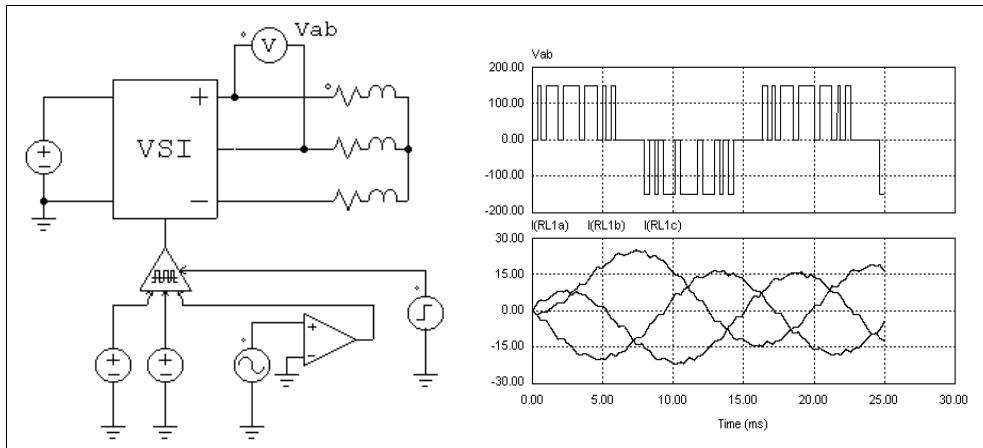 Vab
V
VSI
Vab
200.00
100.00
0.00
-100.00
-200.00
I(RL1a) I(RL1b) I(RL1c)
30.00
15.00
0.00
-15.00
-30.00
0.00 5.00 10.00 15.00 20.00 25.00 30.00
Time (ms)